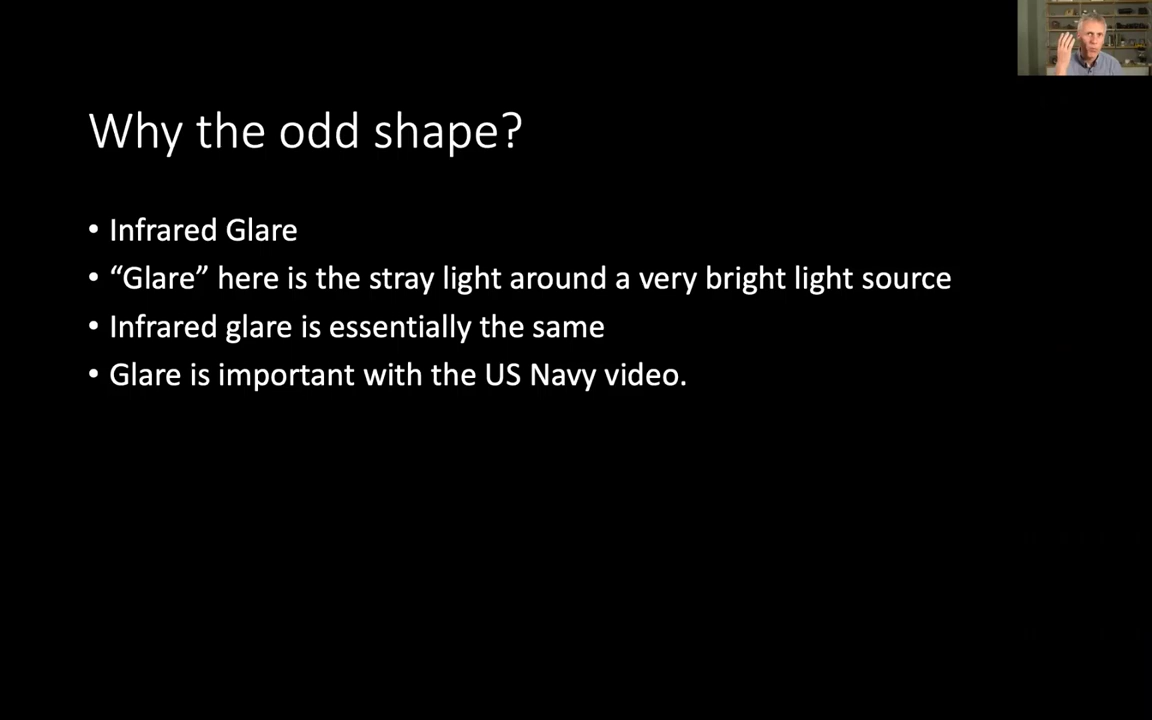 Why the odd shape?
• Infrared Glare
• “Glare” here is the stray light around a very bright light source
• Infrared glare is essentially the same
• Glare is important with the US Navy video.